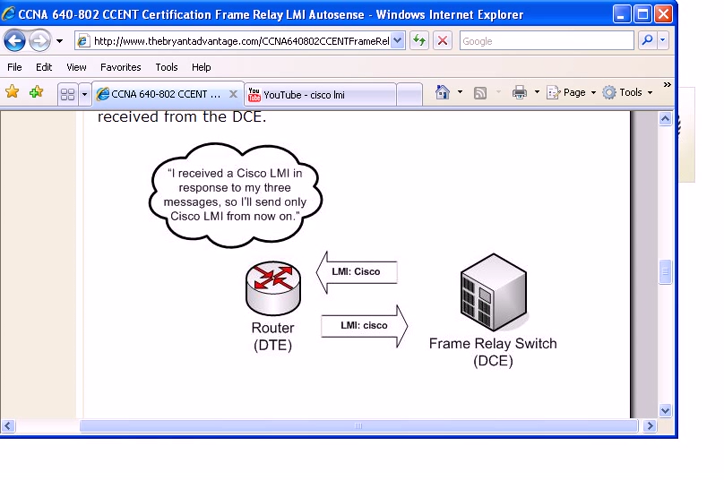 CCNA 640-802 CCENT Certification Frame Relay LMI Autosense - Windows Internet Explorer
http://www.thebryantadvantage.com/CCNA640802CCENTFrameRel
Google
File Edit View Favorites Tools Help
CCNA 640-802 CCENT ...
You Tube YouTube - cisco lmi
Page
Tools
»
received from the DCE.
"I received a Cisco LMI in
response to my three
messages, so I'll send only
Cisco LMI from now on."
LMI: Cisco
LMI: cisco
Router
(DTE)
Frame Relay Switch
(DCE)